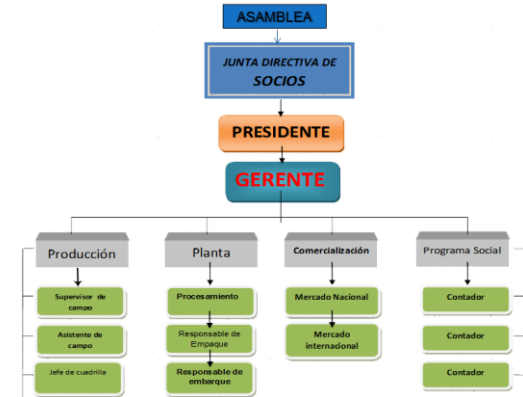 ASAMBLEA
JUNTA DIRECTIVA DE
SOCIOS
PRESIDENTE
GERENTE
Producción
Planta
Comercialización
Programa Social
Supervisor de
campo
Procesamiento
Mercado Nacional
Contador
Asistente de
campo
Responsable de
Empaque
Mercado
internacional
Contador
Jefe de cuadrilla
Responsable de
embarque
Contador